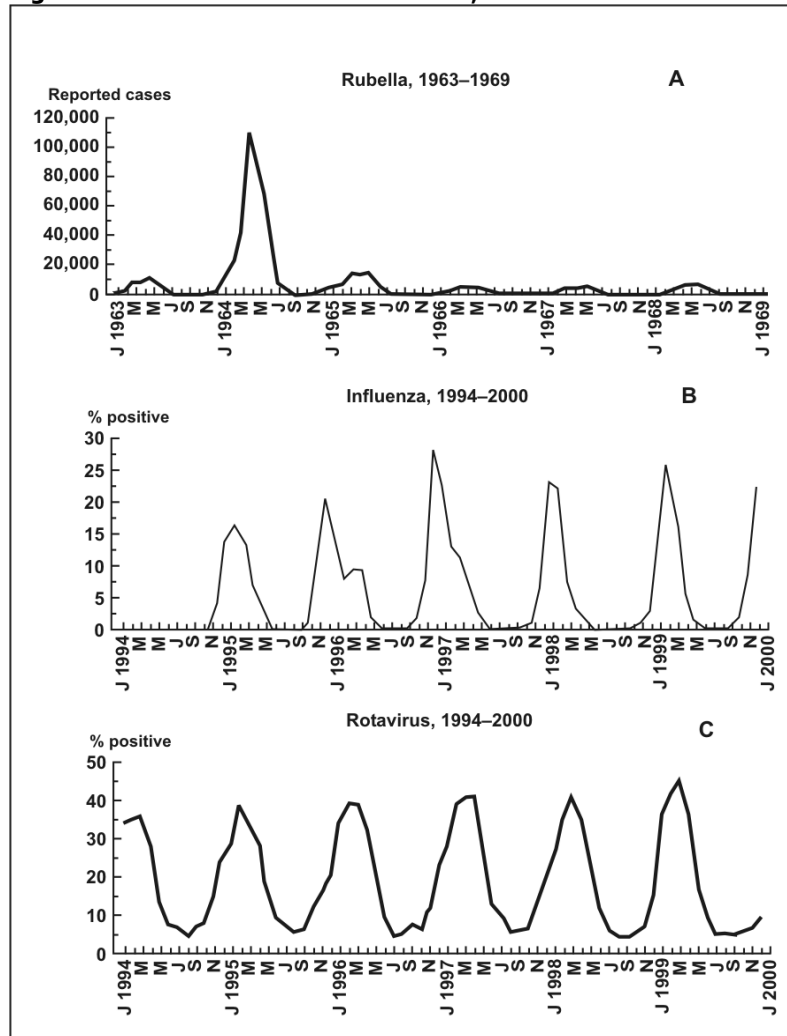 Rubella, 1963–1969
A
Reported cases
120,000
100,000
80,000
60,000
40,000
20,000
0
J 1963 M M J S N J 1964 M M J S N J 1965 M M J S N J 1966 M M J S N J 1967 M M J S N J 1968 M M J S N J 1969
Influenza, 1994–2000
B
% positive
30
25
20
15
10
5
0
J 1994 M M J S N J 1995 M M J S N J 1996 M M J S N J 1997 M M J S N J 1998 M M J S N J 1999 M M J S N J 2000
Rotavirus, 1994–2000
C
% positive
50
40
30
20
10
0
J 1994 M M J S N J 1995 M M J S N J 1996 M M J S N J 1997 M M J S N J 1998 M M J S N J 1999 M M J S N J 2000